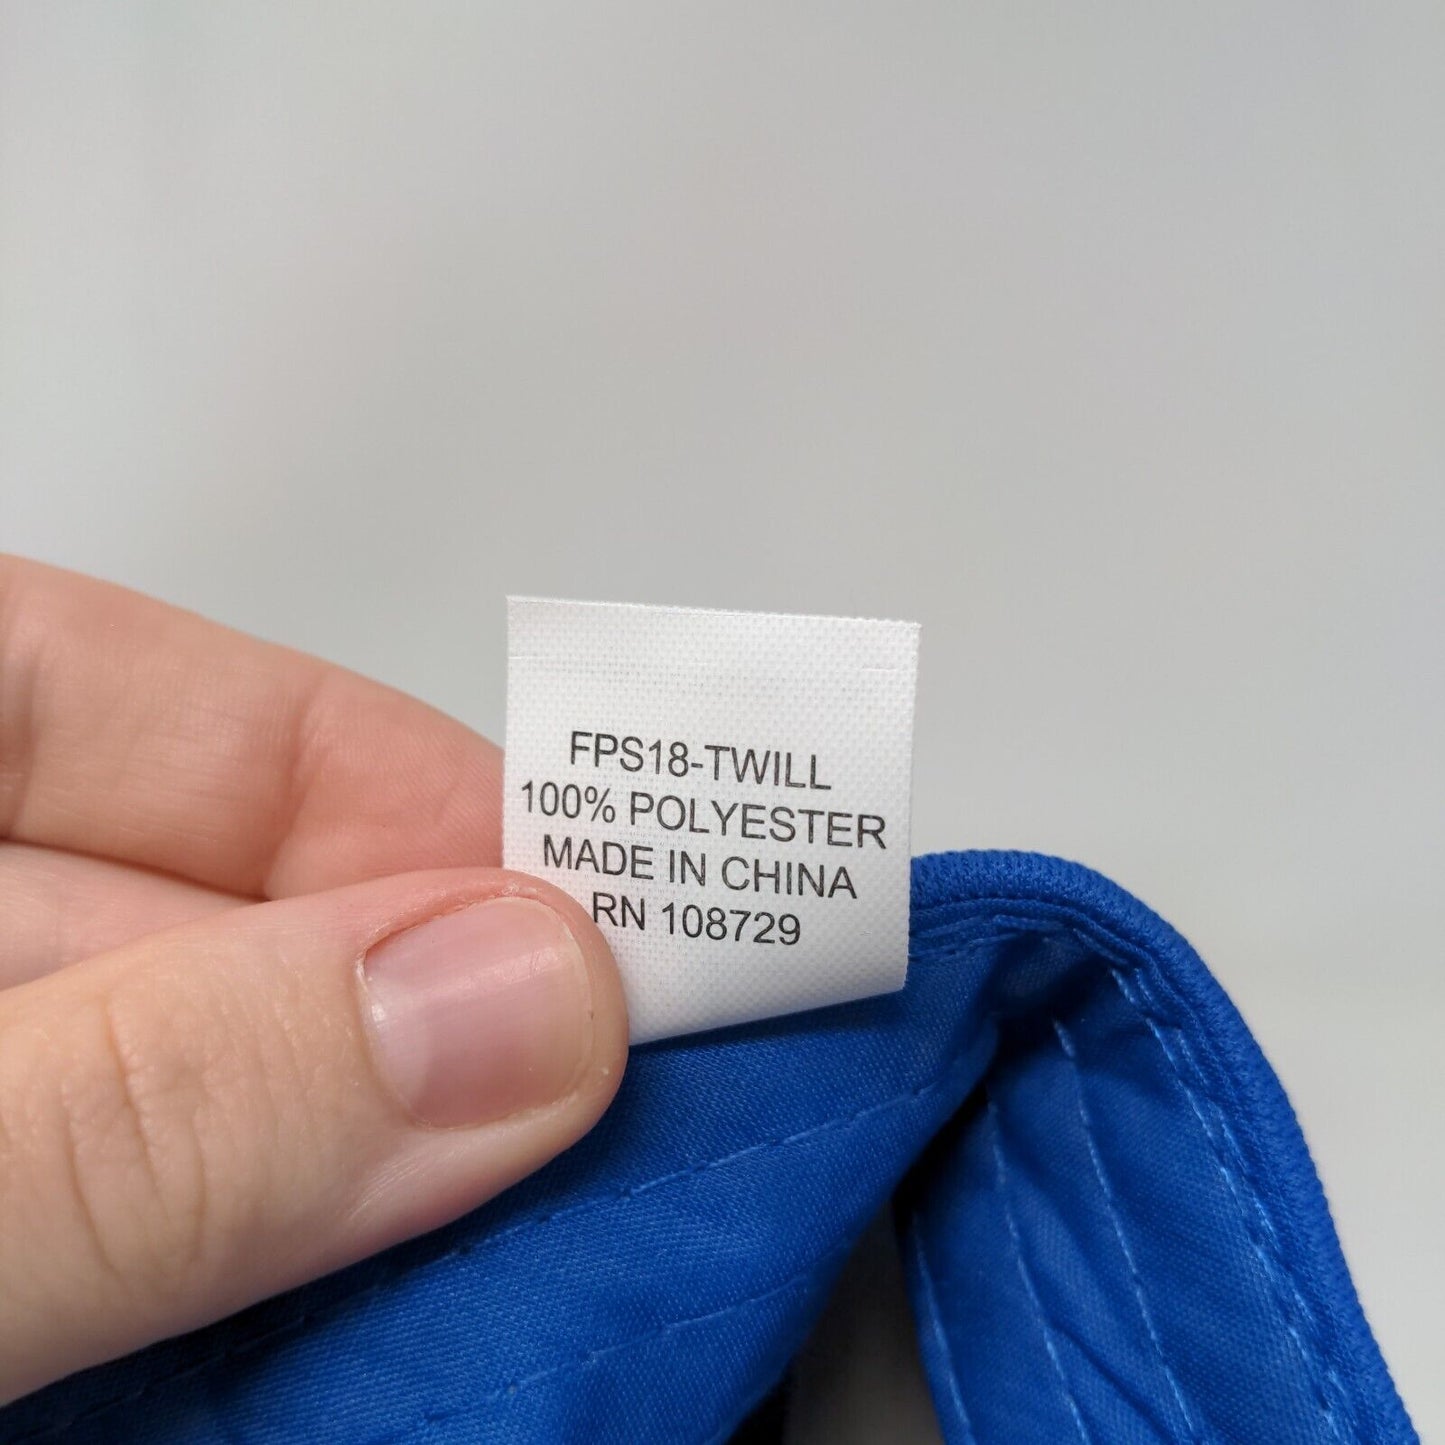 FPS18-TWILL
100% POLYESTER
MADE IN CHINA
RN 108729